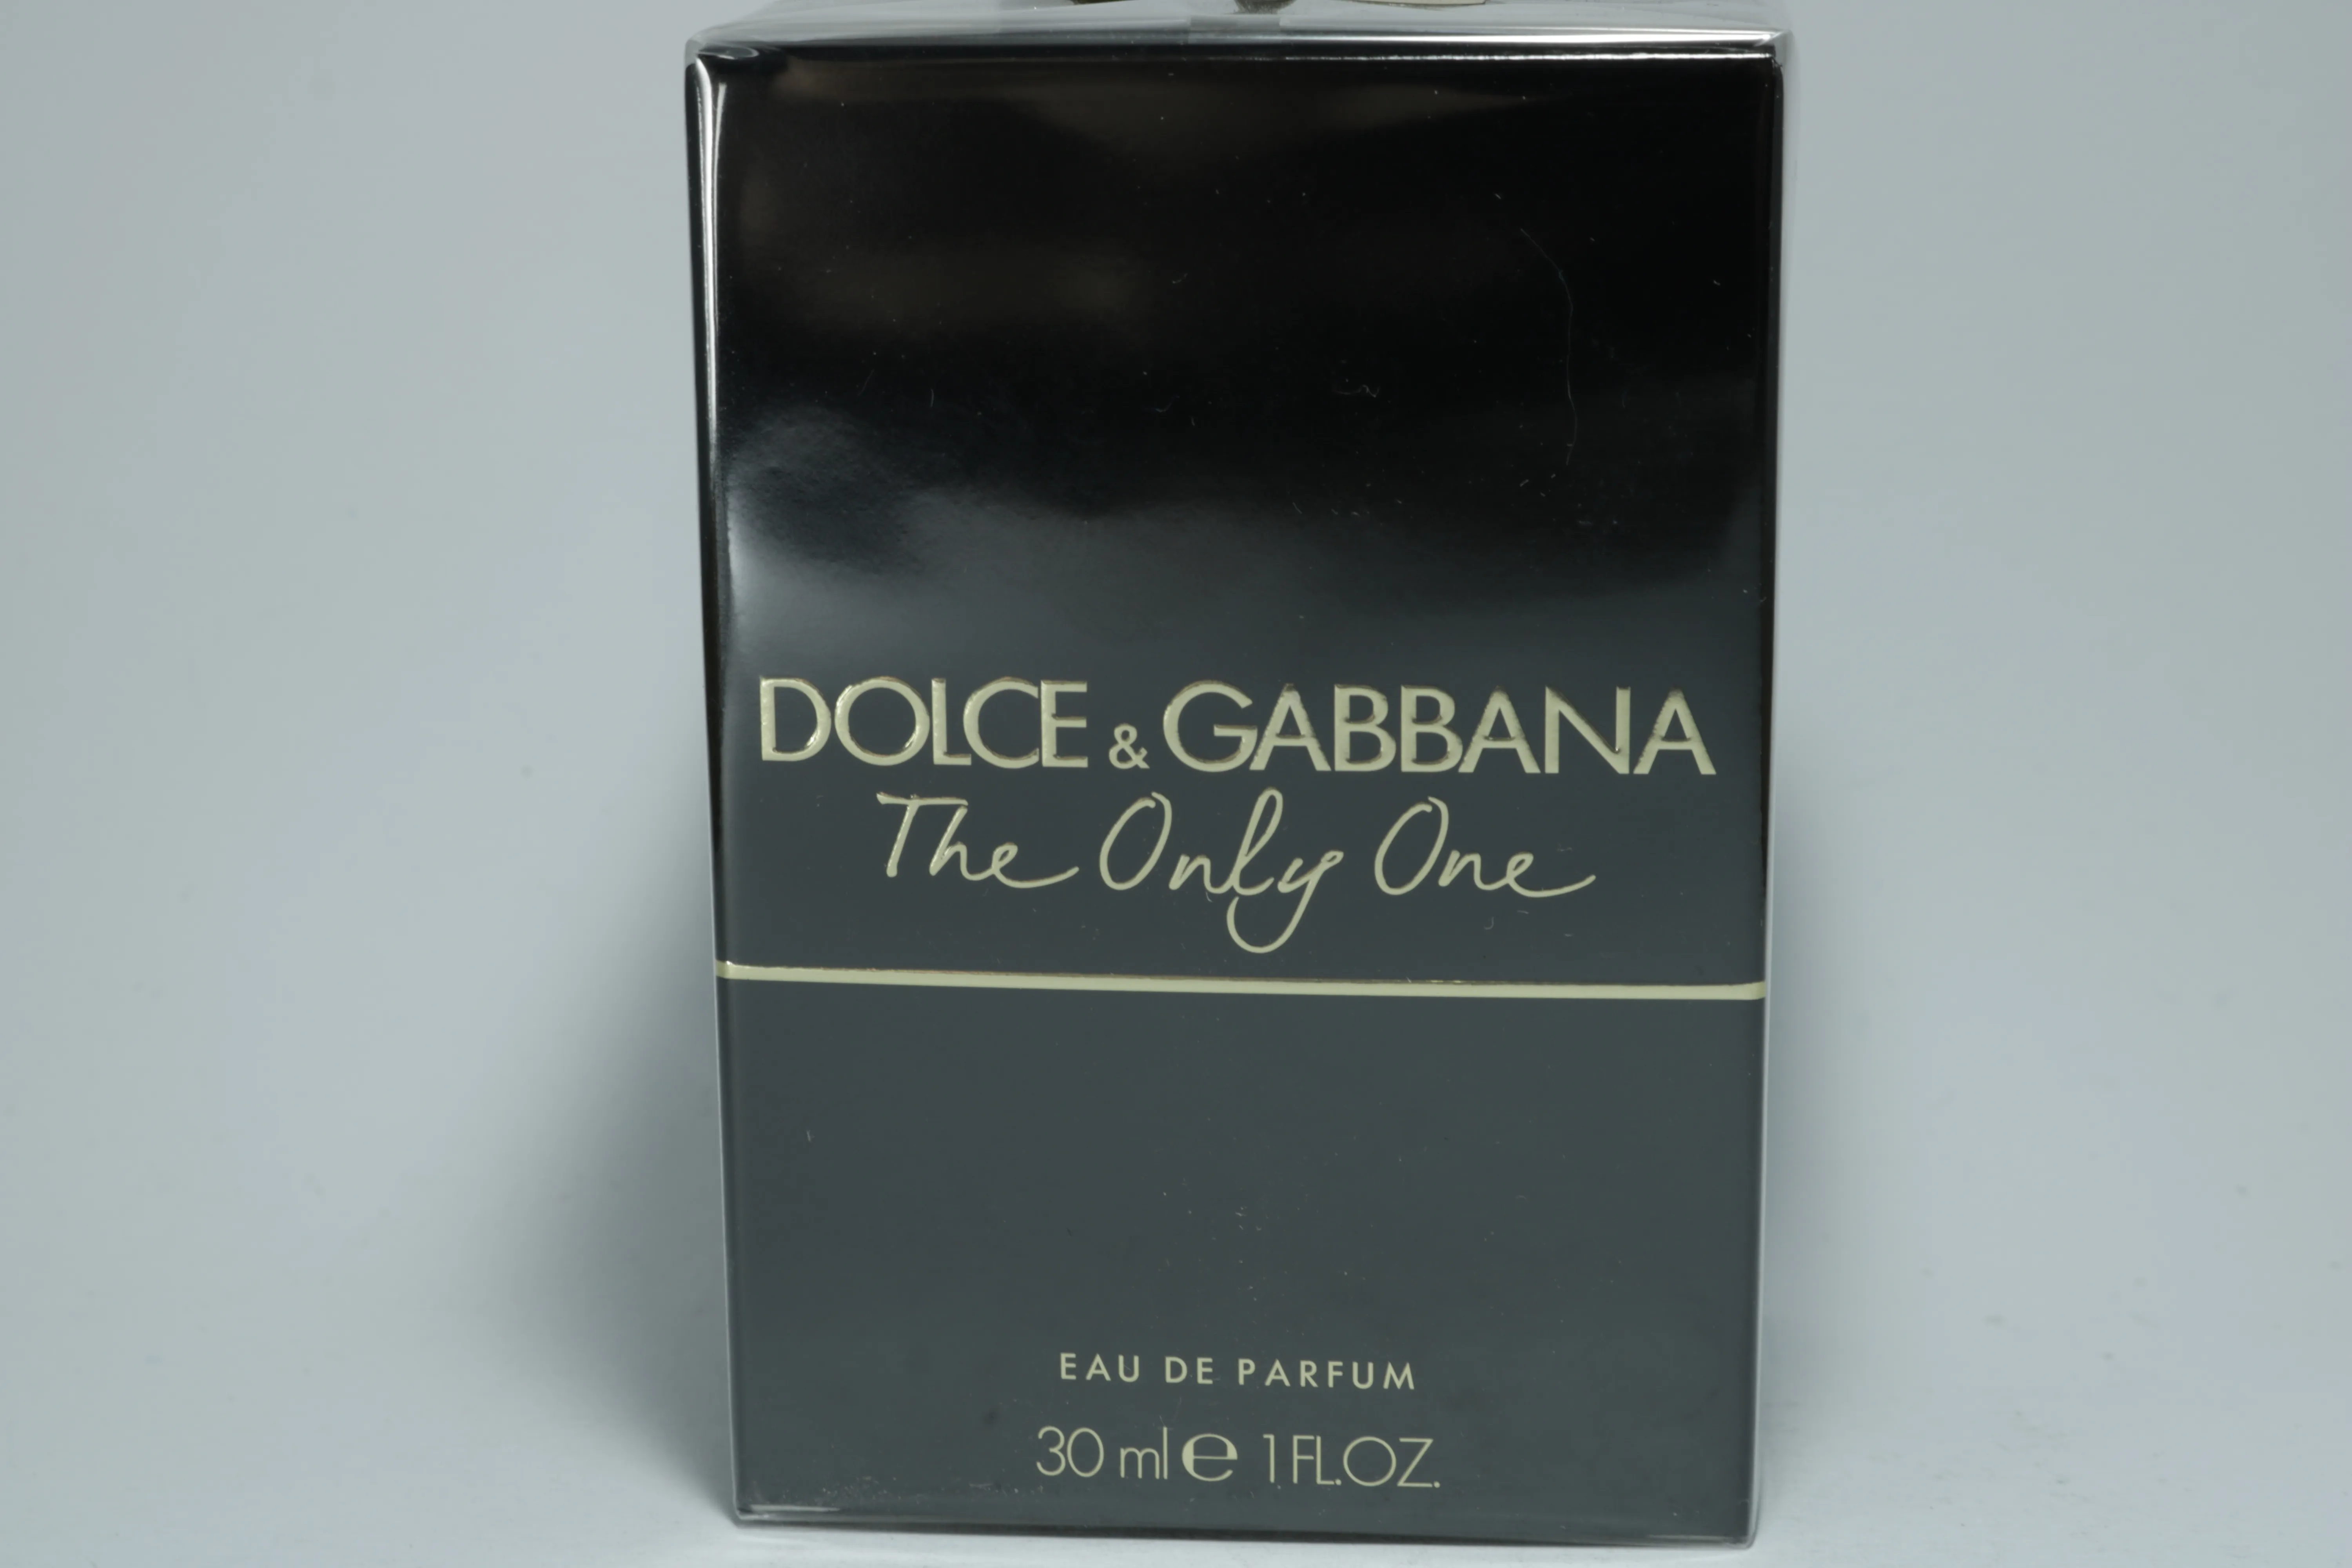 DOLCE & GABBANA
The Only One
EAU DE PARFUM
30 ml ℮ 1 FL.OZ.